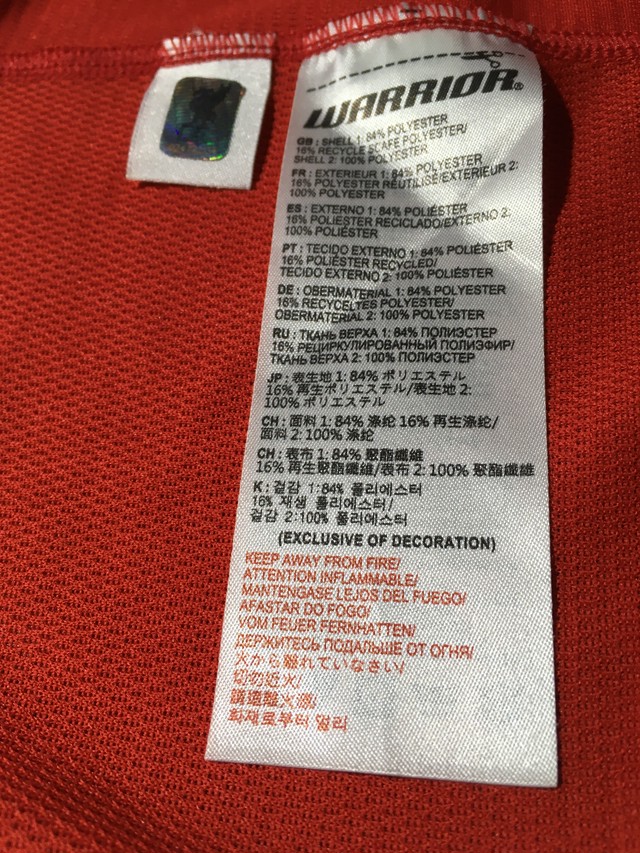 WARRIOR®
GB : SHELL 1: 84% POLYESTER
16% RECYCLE SCAFE POLYESTER/
SHELL 2: 100% POLYESTER
FR : EXTERIEUR 1: 84% POLYESTER
16% POLYESTER RÉUTILISÉ/EXTERIEUR 2:
100% POLYESTER
ES : EXTERNO 1: 84% POLIÉSTER
16% POLIÉSTER RECICLADO/EXTERNO 2:
100% POLIÉSTER
PT : TECIDO EXTERNO 1: 84% POLIÉSTER
16% POLIÉSTER RECYCLED/
TECIDO EXTERNO 2: 100% POLIÉSTER
DE : OBERMATERIAL 1: 84% POLYESTER
16% RECYCELTES POLYESTER/
OBERMATERIAL 2: 100% POLYESTER
RU : ТКАНЬ ВЕРХА 1: 84% ПОЛИЭСТЕР
16% РЕЦИРКУЛИРОВАННЫЙ ПОЛИЭФИР/
ТКАНЬ ВЕРХА 2: 100% ПОЛИЭСТЕР
JP : 表生地 1: 84% ポリエステル
16% 再生ポリエステル/表生地 2:
100% ポリエステル
CH : 面料 1: 84% 涤纶 16% 再生涤纶/
面料 2: 100% 涤纶
CH : 表布 1: 84% 聚酯纖維
16% 再生聚酯纖維/表布 2: 100% 聚酯纖維
K : 겉감 1:84% 폴리에스터
16% 재생 폴리에스터/
겉감 2:100% 폴리에스터
(EXCLUSIVE OF DECORATION)
KEEP AWAY FROM FIRE/
ATTENTION INFLAMMABLE/
MANTENGASE LEJOS DEL FUEGO/
AFASTAR DO FOGO/
VOM FEUER FERNHATTEN/
ДЕРЖИТЕСЬ ПОДАЛЬШЕ ОТ ОГНЯ/
火から離れていなさい/
切勿近火/
請遠離火源/
화재로부터 멀리